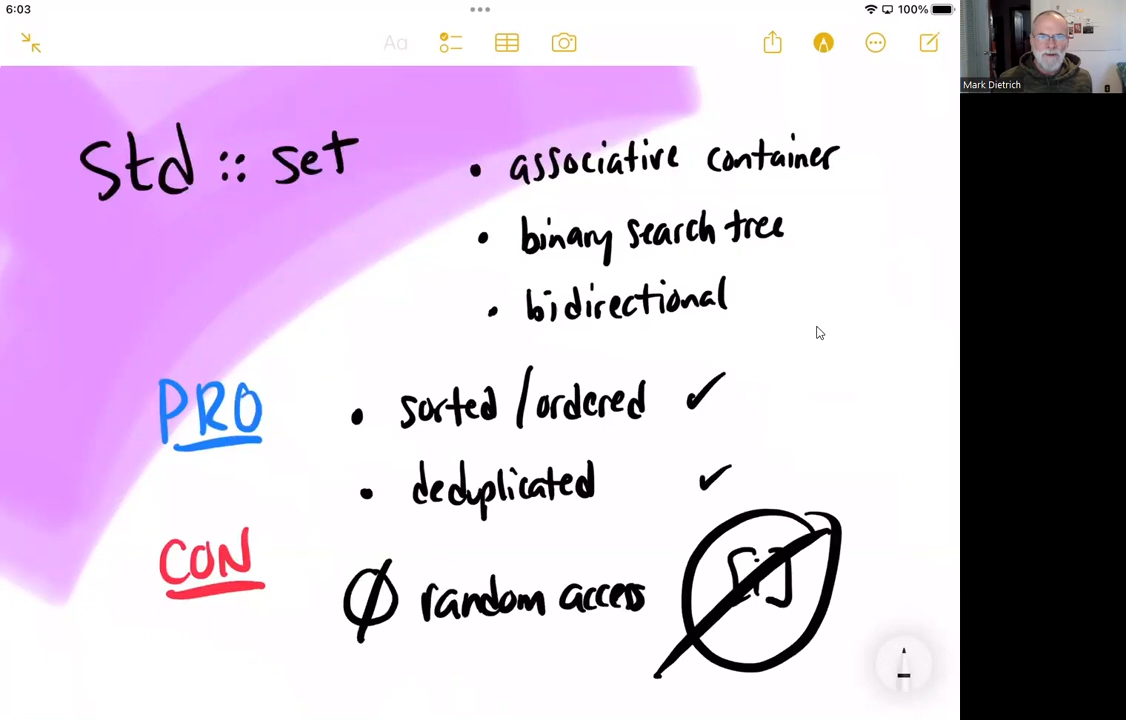 6:03
100%
Aa
Mark Dietrich
Std :: set
• associative container
• binary search tree
• bidirectional
PRO
• sorted / ordered ✓
• deduplicated ✓
CON
∅ random access [i]